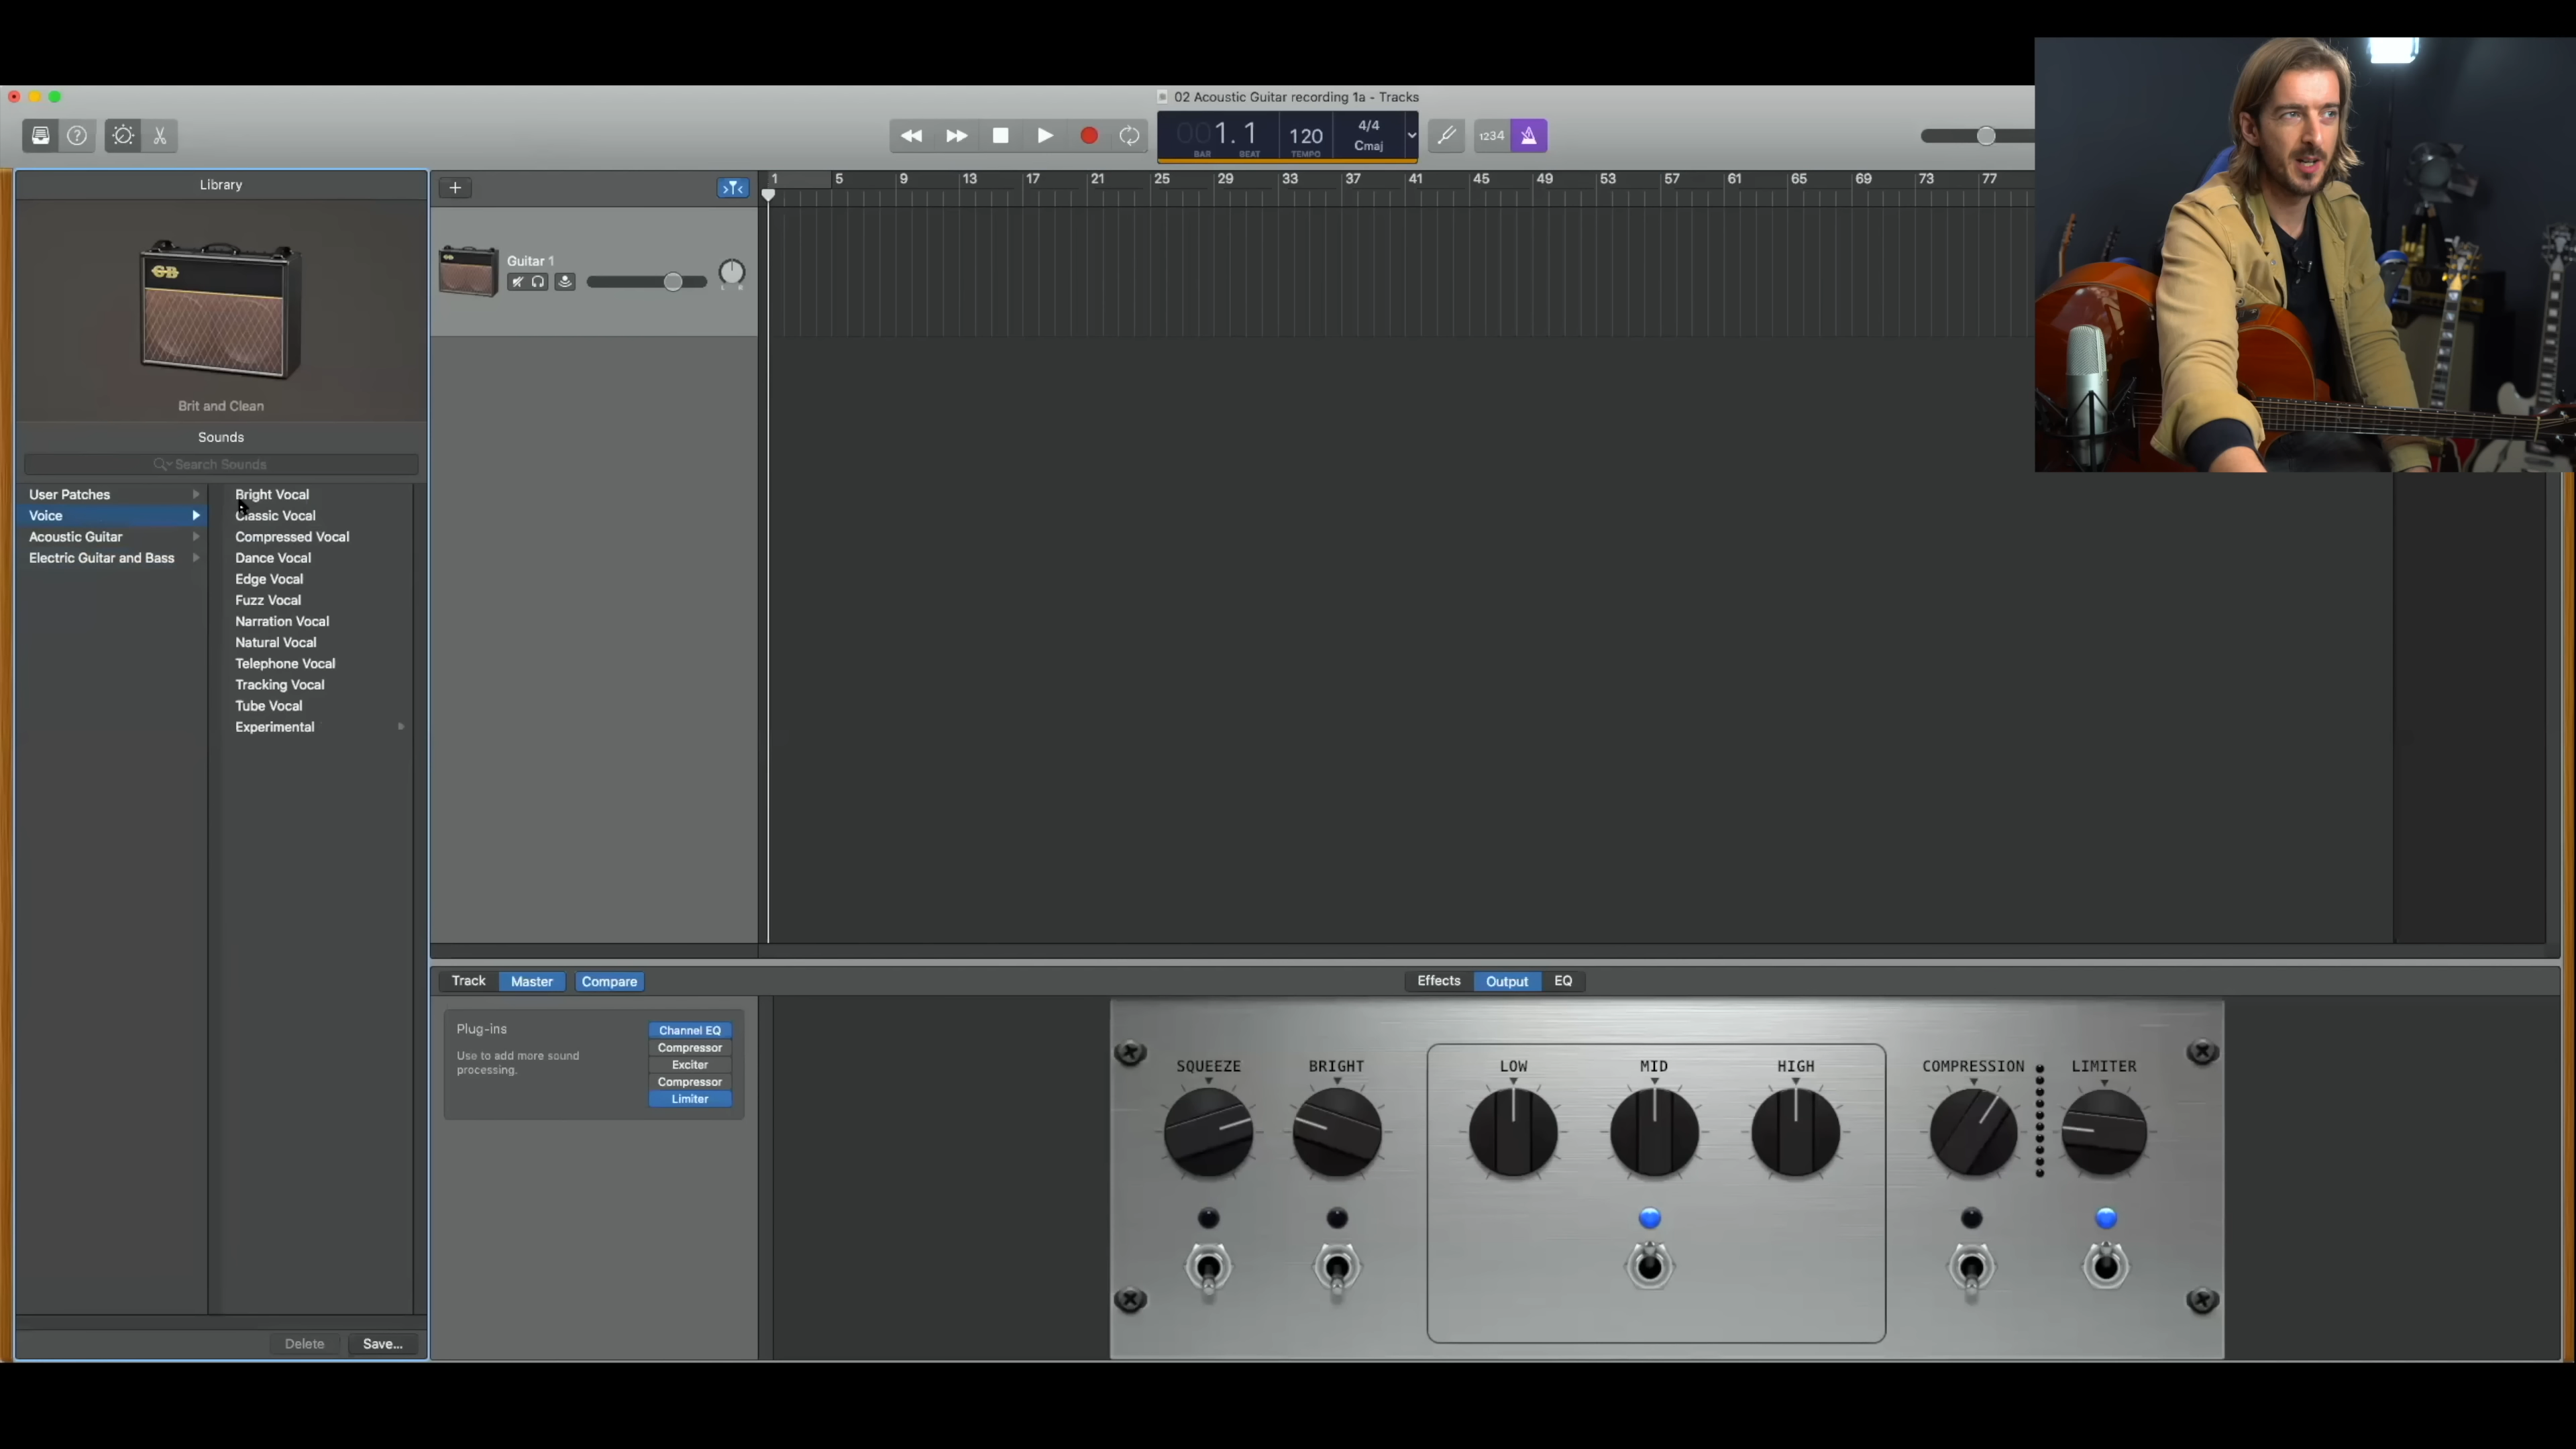 02 Acoustic Guitar recording 1a - Tracks
001.1
BAR BEAT
120
TEMPO
4/4
Cmaj
1234
Library
GB
Brit and Clean
Sounds
Search Sounds
User Patches
Voice
Acoustic Guitar
Electric Guitar and Bass
Bright Vocal
Classic Vocal
Compressed Vocal
Dance Vocal
Edge Vocal
Fuzz Vocal
Narration Vocal
Natural Vocal
Telephone Vocal
Tracking Vocal
Tube Vocal
Experimental
Delete Save...
1 5 9 13 17 21 25 29 33 37 41 45 49 53 57 61 65 69 73 77
Guitar 1
L R
Track Master Compare
Effects Output EQ
Plug-ins
Use to add more sound
processing.
Channel EQ
Compressor
Exciter
Compressor
Limiter
SQUEEZE BRIGHT LOW MID HIGH COMPRESSION LIMITER